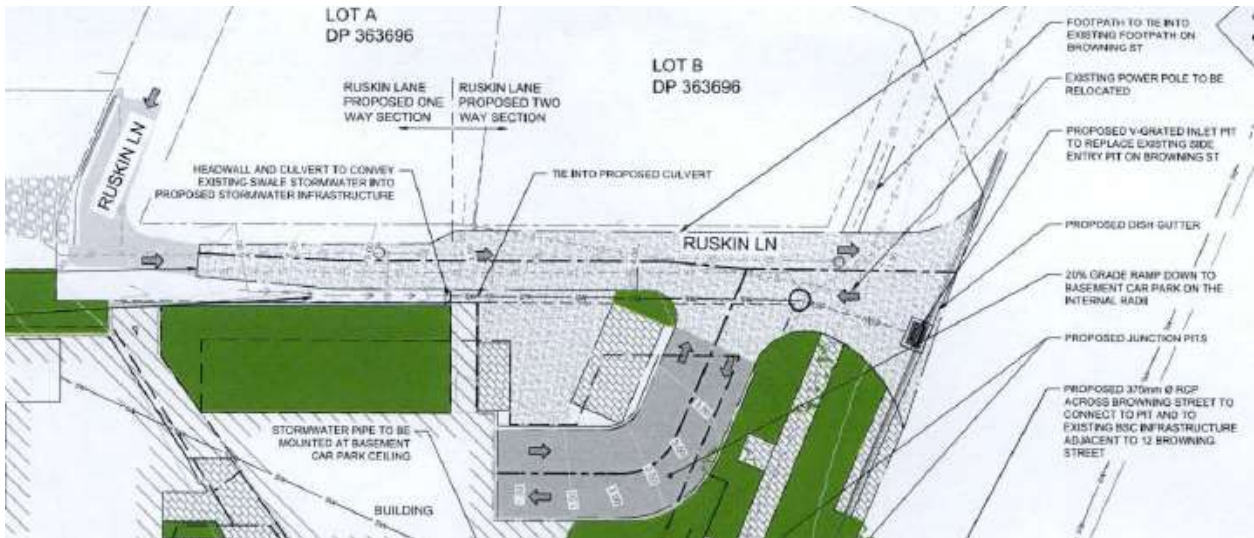 LOT A
DP 363696
LOT B
DP 363696
RUSKIN LANE
PROPOSED ONE
WAY SECTION
RUSKIN LANE
PROPOSED TWO
WAY SECTION
RUSKIN LN
HEADWALL AND CULVERT TO CONVEY
EXISTING SWALE STORMWATER INTO
PROPOSED STORMWATER INFRASTRUCTURE
TIE INTO PROPOSED CULVERT
RUSKIN LN
FOOTPATH TO TIE INTO
EXISTING FOOTPATH ON
BROWNING ST
EXISTING POWER POLE TO BE
RELOCATED
PROPOSED V-GRATED INLET PIT
TO REPLACE EXISTING SIDE
ENTRY PIT ON BROWNING ST
PROPOSED DISH GUTTER
20% GRADE RAMP DOWN TO
BASEMENT CAR PARK ON THE
INTERNAL RADII
PROPOSED JUNCTION PITS
PROPOSED 375mm Ø RCP
ACROSS BROWNING STREET TO
CONNECT TO PIT AND TO
EXISTING BSC INFRASTRUCTURE
ADJACENT TO 12 BROWNING
STREET
STORMWATER PIPE TO BE
MOUNTED AT BASEMENT
CAR PARK CEILING
BUILDING